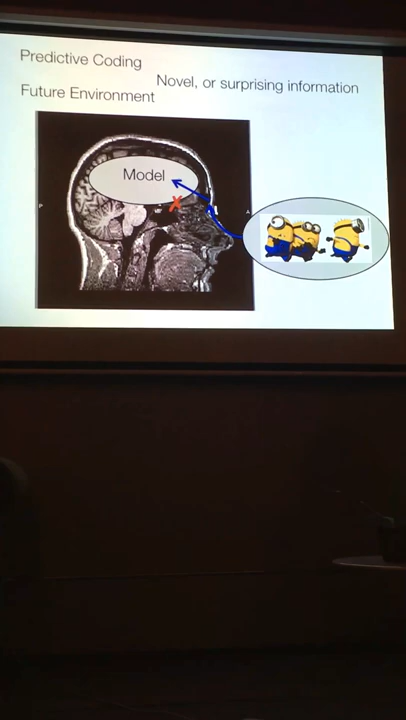 Predictive Coding
Novel, or surprising information
Future Environment
Model
P
A